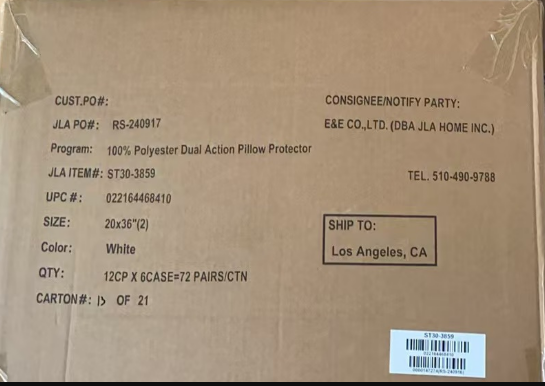 CUST.PO#:
JLA PO#: RS-240917
Program: 100% Polyester Dual Action Pillow Protector
JLA ITEM#: ST30-3859
UPC #: 022164468410
SIZE: 20x36"(2)
Color: White
QTY: 12CP X 6CASE=72 PAIRS/CTN
CARTON#: OF 21
CONSIGNEE/NOTIFY PARTY:
E&E CO.,LTD. (DBA JLA HOME INC.)
TEL. 510-490-9788
SHIP TO:
Los Angeles, CA
ST30-3859
022164468410